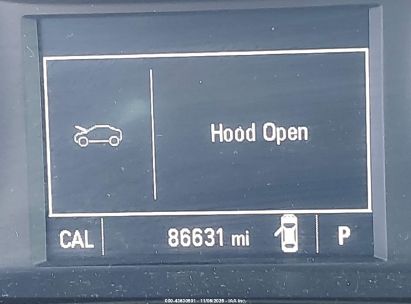 Hood Open
CAL 86631 mi P